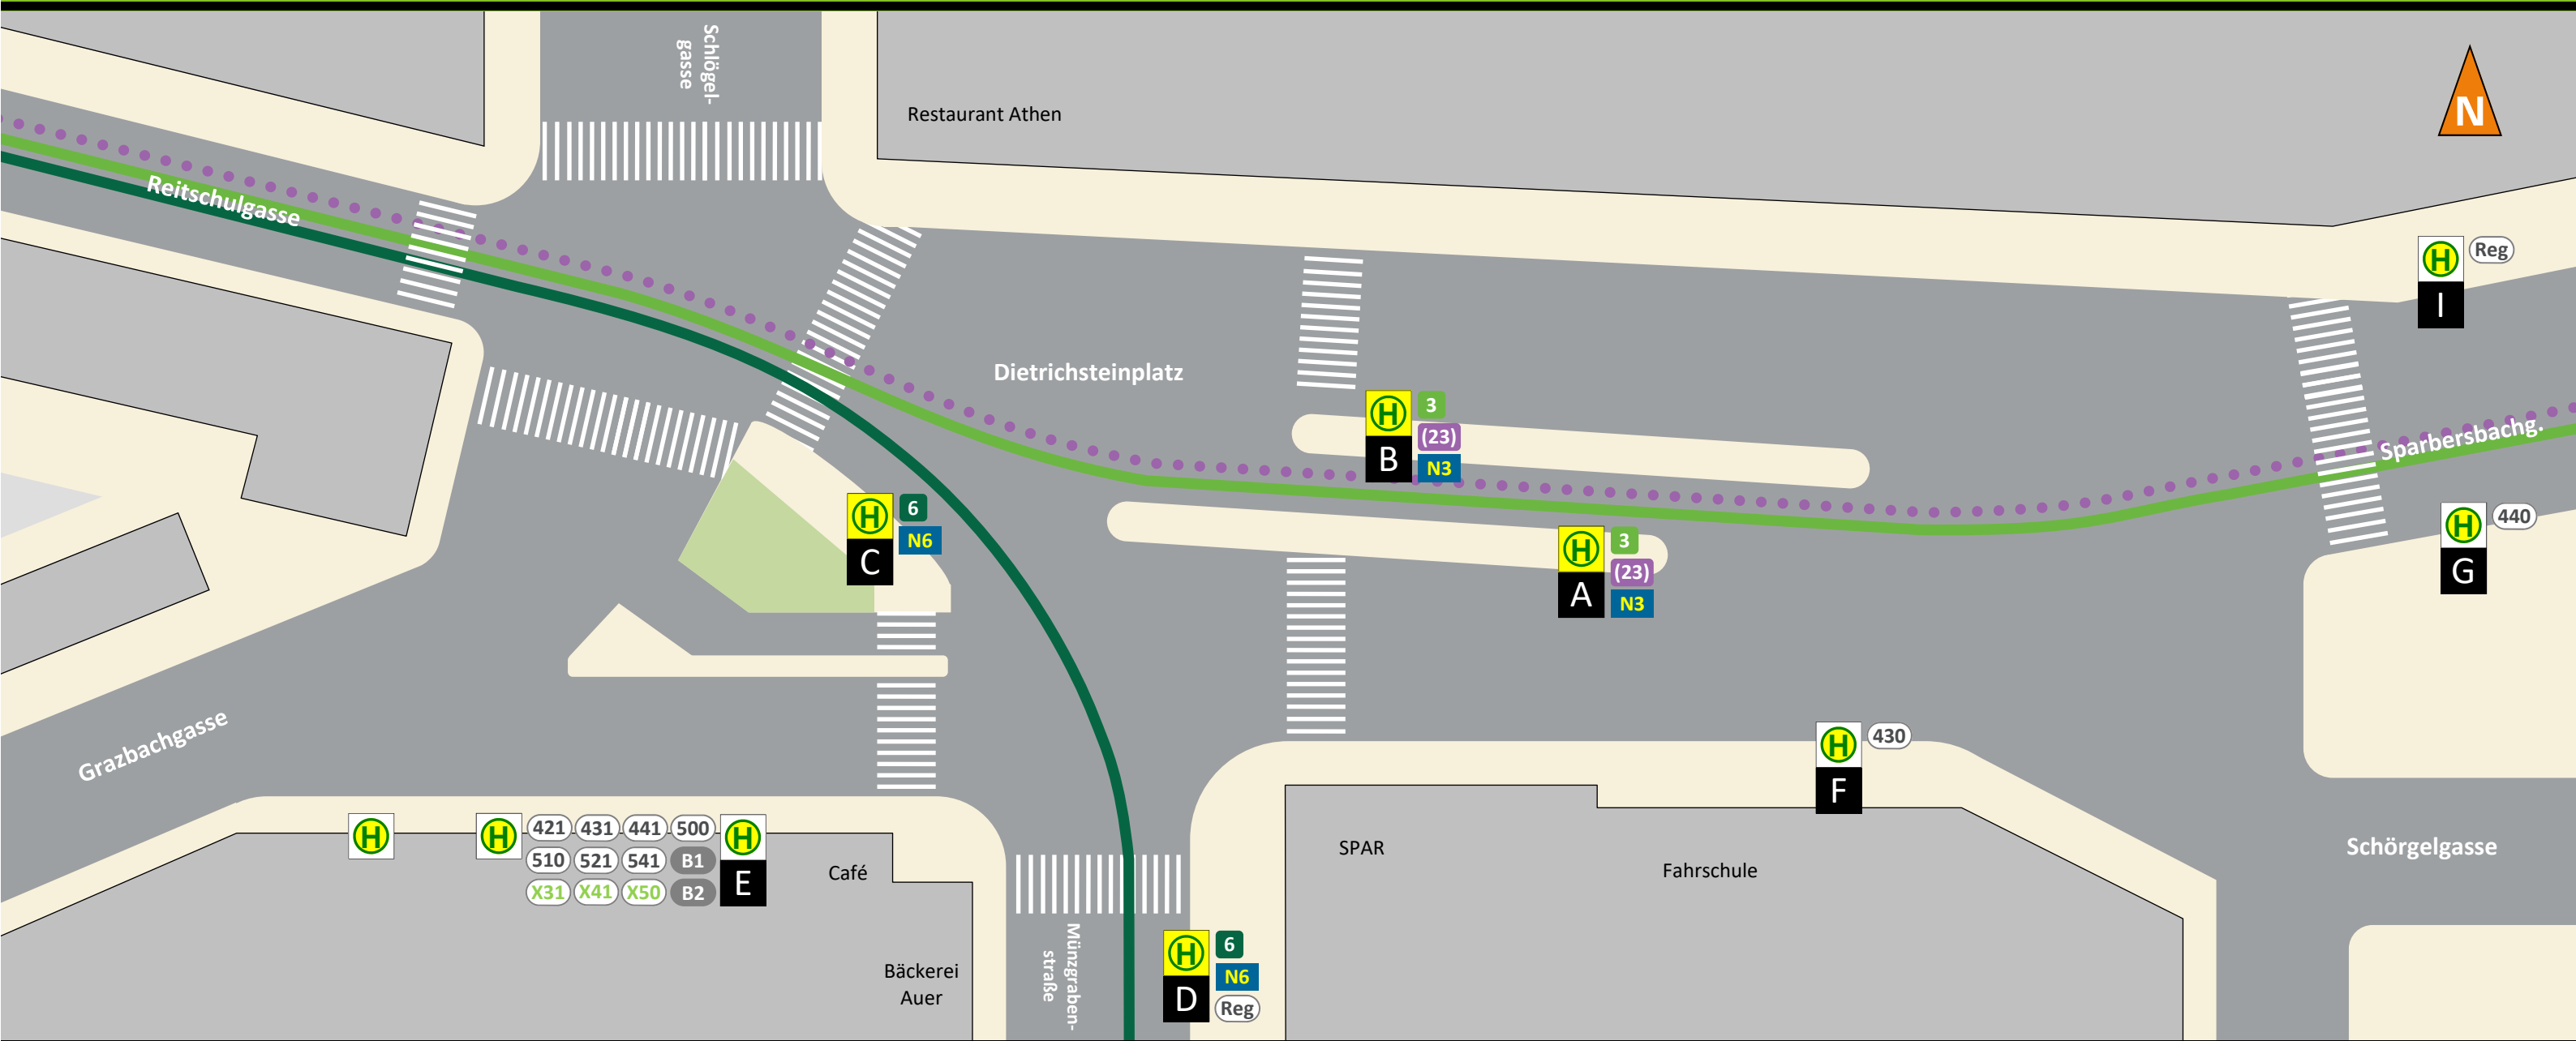 Schlögel-
gasse
Restaurant Athen
N
Reitschulgasse
H Reg
I
Dietrichsteinplatz
H 3
(23)
B N3
Sparbersbachg.
H 6
C N6
H 3
(23)
A N3
H 440
G
Grazbachgasse
H 430
F
H
H 421 431 441 500 H
510 521 541 B1
X31 X41 X50 B2 E
Café
SPAR
Fahrschule
Schörgelgasse
Bäckerei
Auer
Münzgraben-
straße
H 6
N6
D Reg